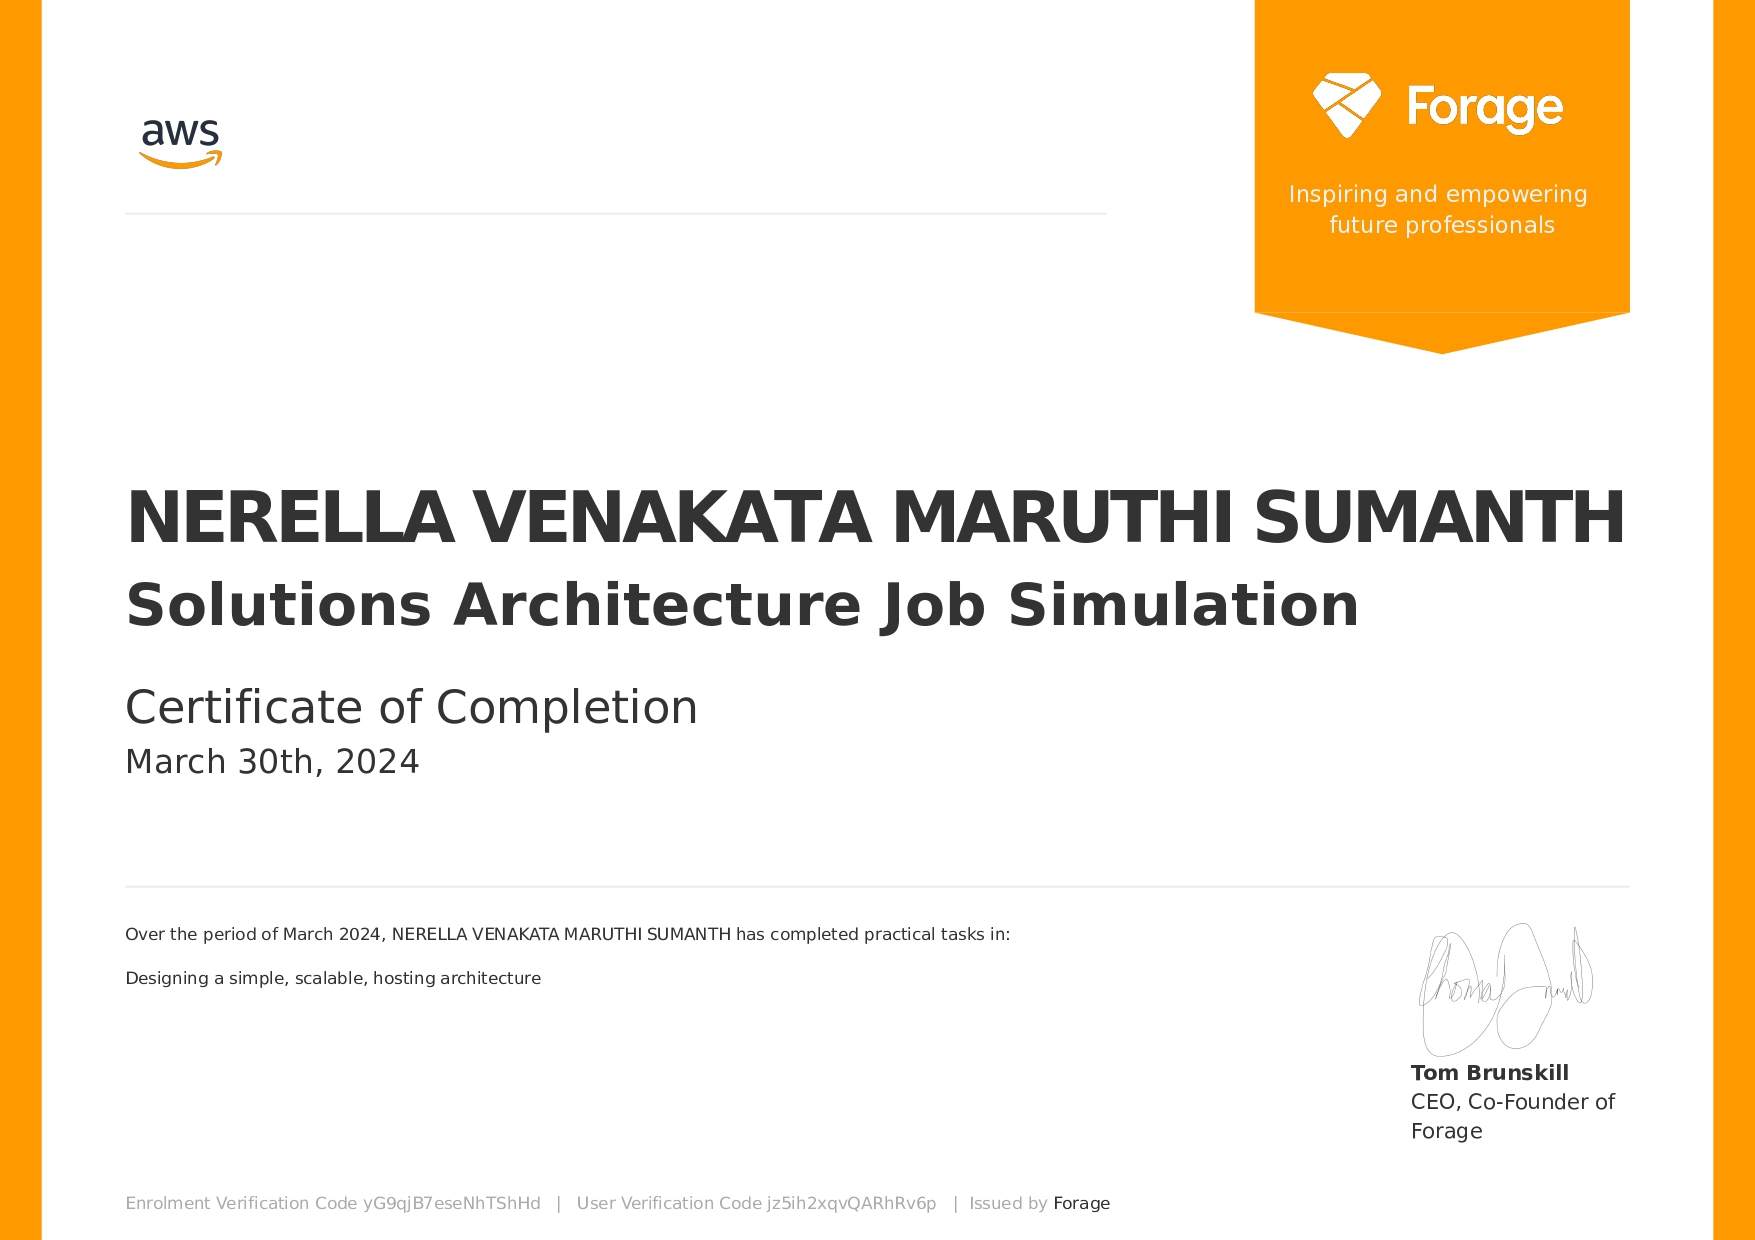 aws
Forage
Inspiring and empowering
future professionals
NERELLA VENAKATA MARUTHI SUMANTH
Solutions Architecture Job Simulation
Certificate of Completion
March 30th, 2024
Over the period of March 2024, NERELLA VENAKATA MARUTHI SUMANTH has completed practical tasks in:
Designing a simple, scalable, hosting architecture
Tom Brunskill
CEO, Co-Founder of
Forage
Enrolment Verification Code yG9qjB7eseNhTShHd | User Verification Code jz5ih2xqvQARhRv6p | Issued by Forage